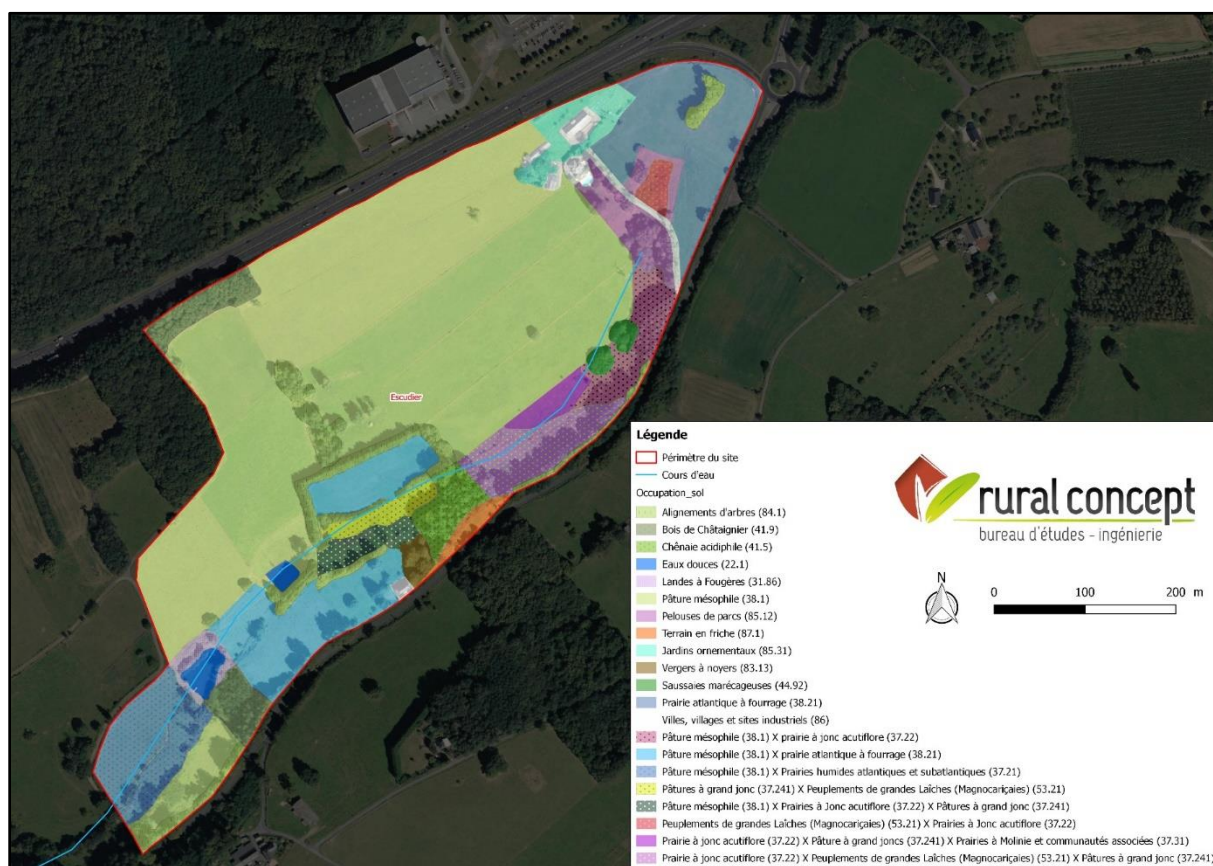 Escudier
Légende
Périmètre du site
Cours d'eau
Occupation_sol
Alignements d'arbres (84.1)
Bois de Châtaignier (41.9)
Chênaie acidiphile (41.5)
Eaux douces (22.1)
Landes à Fougères (31.86)
Pâture mésophile (38.1)
Pelouses de parcs (85.12)
Terrain en friche (87.1)
Jardins ornementaux (85.31)
Vergers à noyers (83.13)
Saussaies marécageuses (44.92)
Prairie atlantique à fourrage (38.21)
Villes, villages et sites industriels (86)
Pâture mésophile (38.1) X prairie à jonc acutiflore (37.22)
Pâture mésophile (38.1) X prairie atlantique à fourrage (38.21)
Pâture mésophile (38.1) X Prairies humides atlantiques et subatlantiques (37.21)
Pâtures à grand jonc (37.241) X Peuplements de grandes Laîches (Magnocariçaies) (53.21)
Pâture mésophile (38.1) X Prairies à Jonc acutiflore (37.22) X Pâtures à grand jonc (37.241)
Peuplements de grandes Laîches (Magnocariçaies) (53.21) X Prairies à Jonc acutiflore (37.22)
Prairie à jonc acutiflore (37.22) X Pâture à grand joncs (37.241) X Prairies à Molinie et communautés associées (37.31)
Prairie à jonc acutiflore (37.22) X Peuplements de grandes Laîches (Magnocariçaies) (53.21) X Pâtures à grand jonc (37.241)
rural concept
bureau d'études - ingénierie
N
0 100 200 m